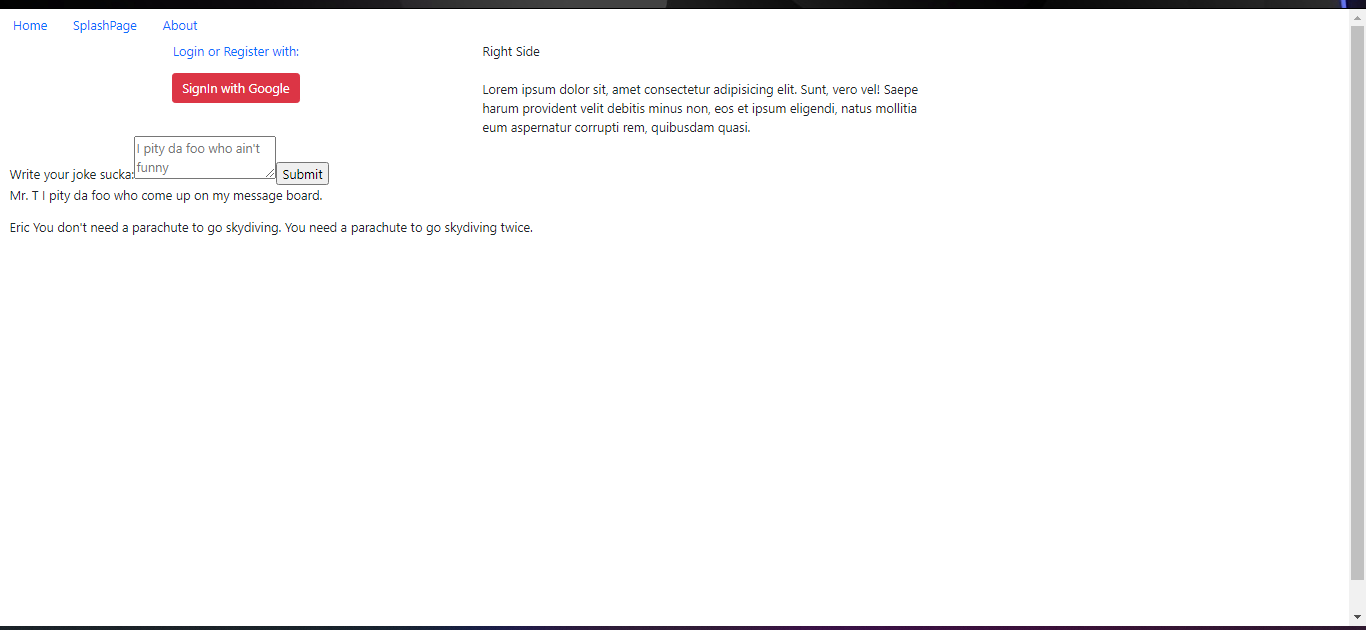 Home SplashPage About
Login or Register with:
SignIn with Google
Right Side
Lorem ipsum dolor sit, amet consectetur adipisicing elit. Sunt, vero vel! Saepe
harum provident velit debitis minus non, eos et ipsum eligendi, natus mollitia
eum aspernatur corrupti rem, quibusdam quasi.
I pity da foo who ain't
funny
Write your joke sucka: Submit
Mr. T I pity da foo who come up on my message board.
Eric You don't need a parachute to go skydiving. You need a parachute to go skydiving twice.